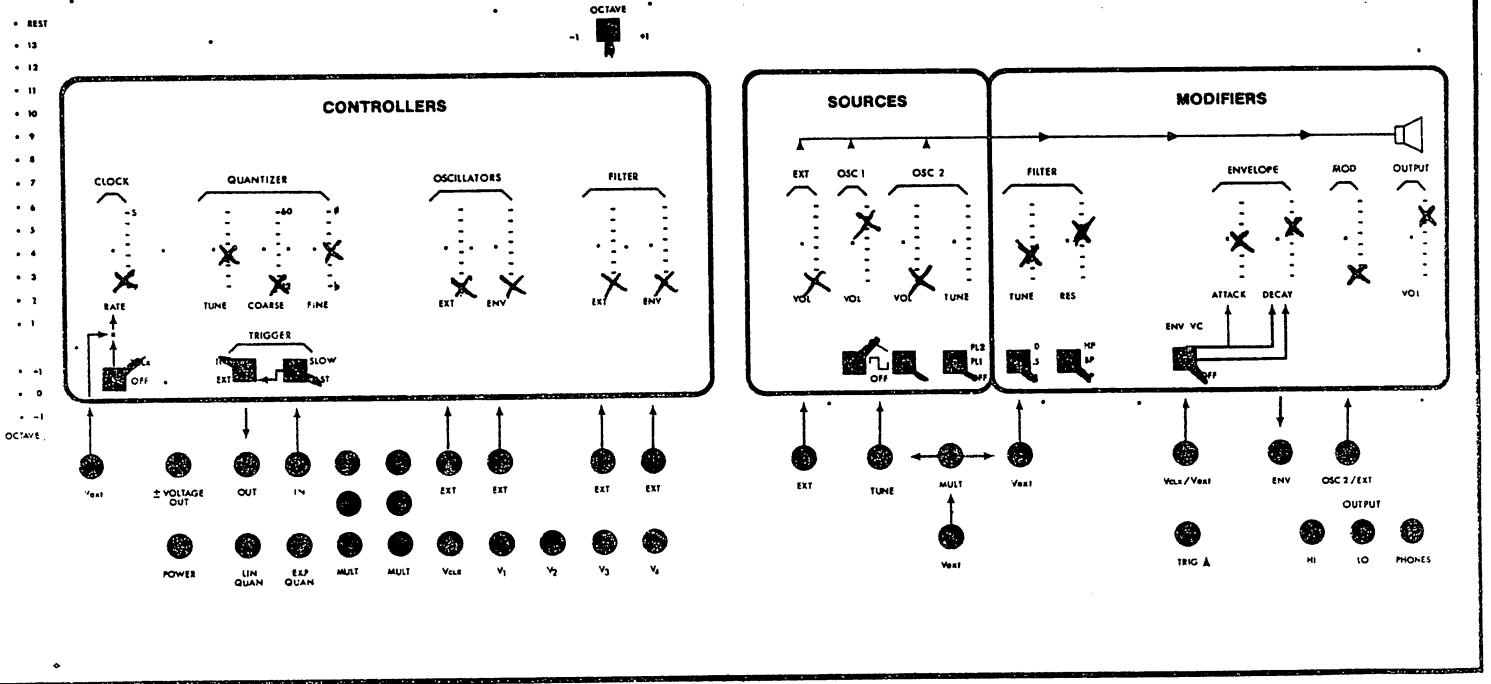 OCTAVE
-1 +1
REST
13
12
11
10
9
8
7
6
5
4
3
2
1
+1
0
-1
OCTAVE
CONTROLLERS
CLOCK
5
RATE
VCLK
OFF
QUANTIZER
60
TUNE COARSE FINE
TRIGGER
SLOW
EXT
OSCILLATORS
EXT ENV
FILTER
EXT ENV
SOURCES
EXT OSC 1 OSC 2
VOL VOL VOL TUNE
OFF
PL2
PL1
OFF
MODIFIERS
FILTER
TUNE RES
D
.5
HP
BP
ENVELOPE
ATTACK DECAY
ENV VC
OFF
MOD
OUTPUT
VOL
Vext
± VOLTAGE OUT
OUT IN
EXT EXT EXT EXT
POWER
LIN QUAN
EXP QUAN
MULT MULT
VCLK V1 V2 V3 V4
EXT TUNE MULT Vext
Vext
VCLK/Vext
ENV OSC 2/EXT
OUTPUT
TRIG
HI LO PHONES